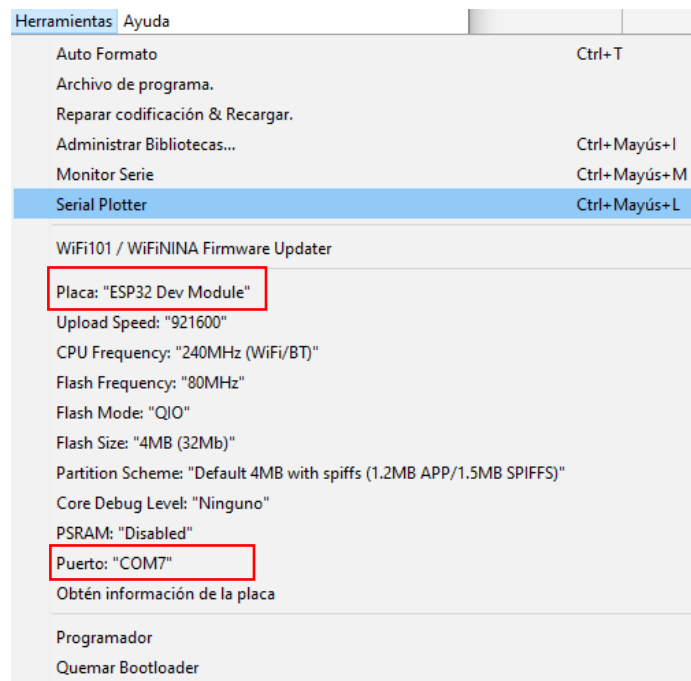 Herramientas Ayuda
Auto Formato Ctrl+T
Archivo de programa.
Reparar codificación & Recargar.
Administrar Bibliotecas... Ctrl+Mayús+I
Monitor Serie Ctrl+Mayús+M
Serial Plotter Ctrl+Mayús+L
WiFi101 / WiFiNINA Firmware Updater
Placa: "ESP32 Dev Module"
Upload Speed: "921600"
CPU Frequency: "240MHz (WiFi/BT)"
Flash Frequency: "80MHz"
Flash Mode: "QIO"
Flash Size: "4MB (32Mb)"
Partition Scheme: "Default 4MB with spiffs (1.2MB APP/1.5MB SPIFFS)"
Core Debug Level: "Ninguno"
PSRAM: "Disabled"
Puerto: "COM7"
Obtén información de la placa
Programador
Quemar Bootloader